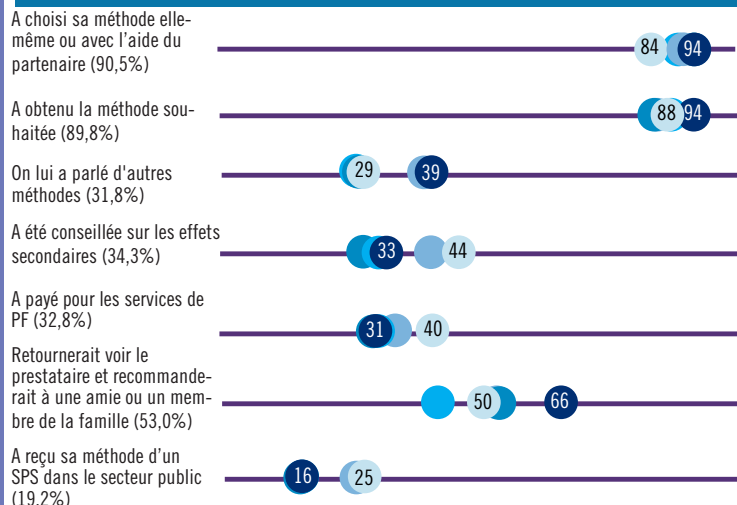 A choisi sa méthode elle-
même ou avec l’aide du
partenaire (90,5%)
84 94
A obtenu la méthode sou-
haitée (89,8%)
88 94
On lui a parlé d'autres
méthodes (31,8%)
29 39
A été conseillée sur les effets
secondaires (34,3%)
33 44
A payé pour les services de
PF (32,8%)
31 40
Retournerait voir le
prestataire et recommande-
rait à une amie ou un mem-
bre de la famille (53,0%)
50 66
A reçu sa méthode d’un
SPS dans le secteur public
(19,2%)
16 25